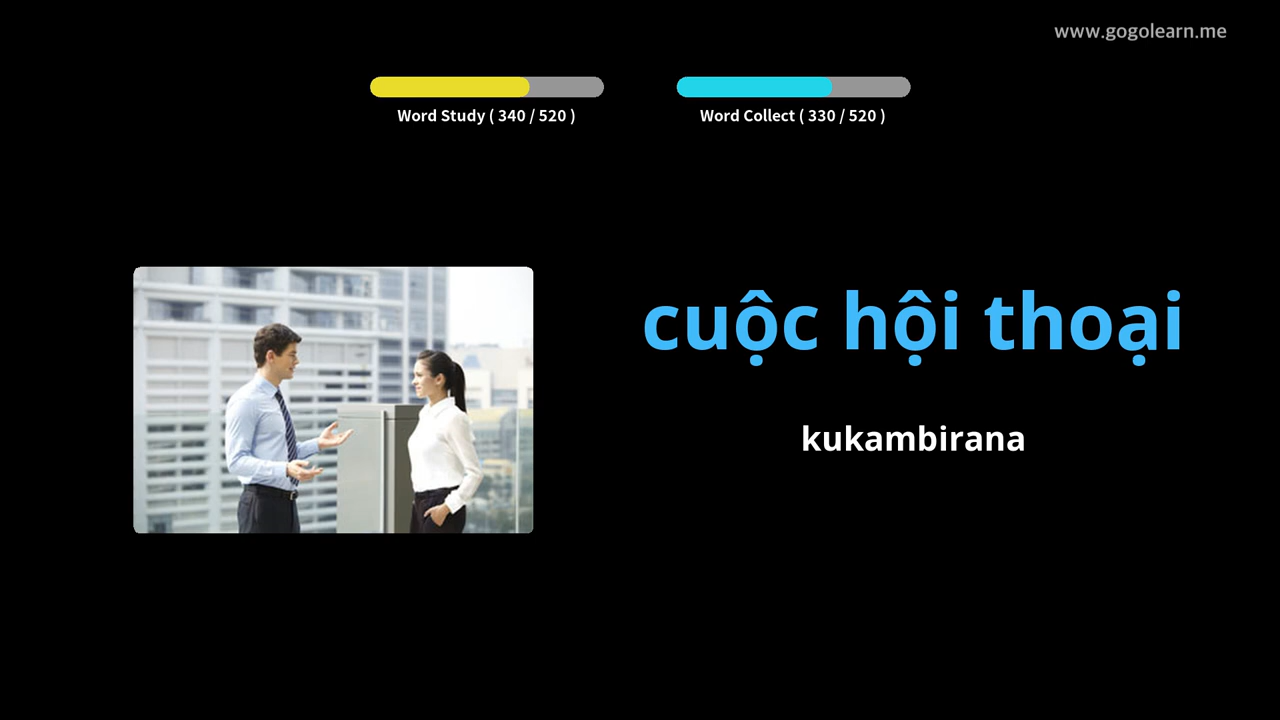 www.gogolearn.me
Word Study ( 340 / 520 )
Word Collect ( 330 / 520 )
cuộc hội thoại
kukambirana